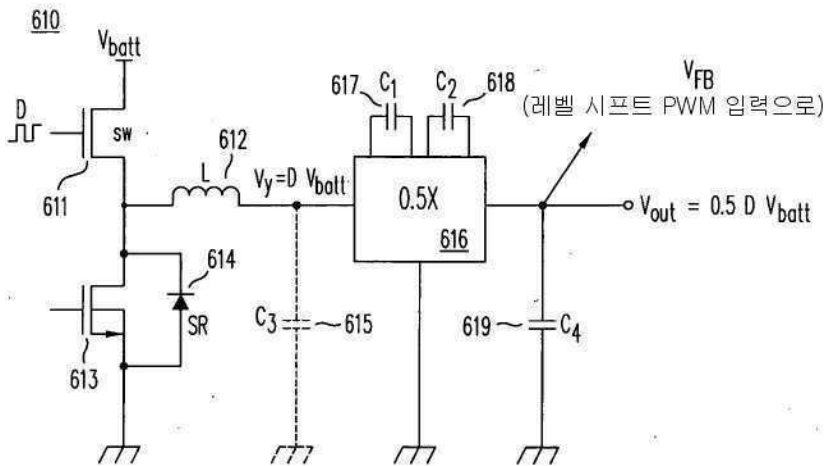 610
Vbatt
D
SW
611
612
L
Vy=D Vbatt
617
C1
C2
618
0.5X
616
VFB
(레벨 시프트 PWM 입력으로)
Vout = 0.5 D Vbatt
614
SR
613
C3
615
619
C4